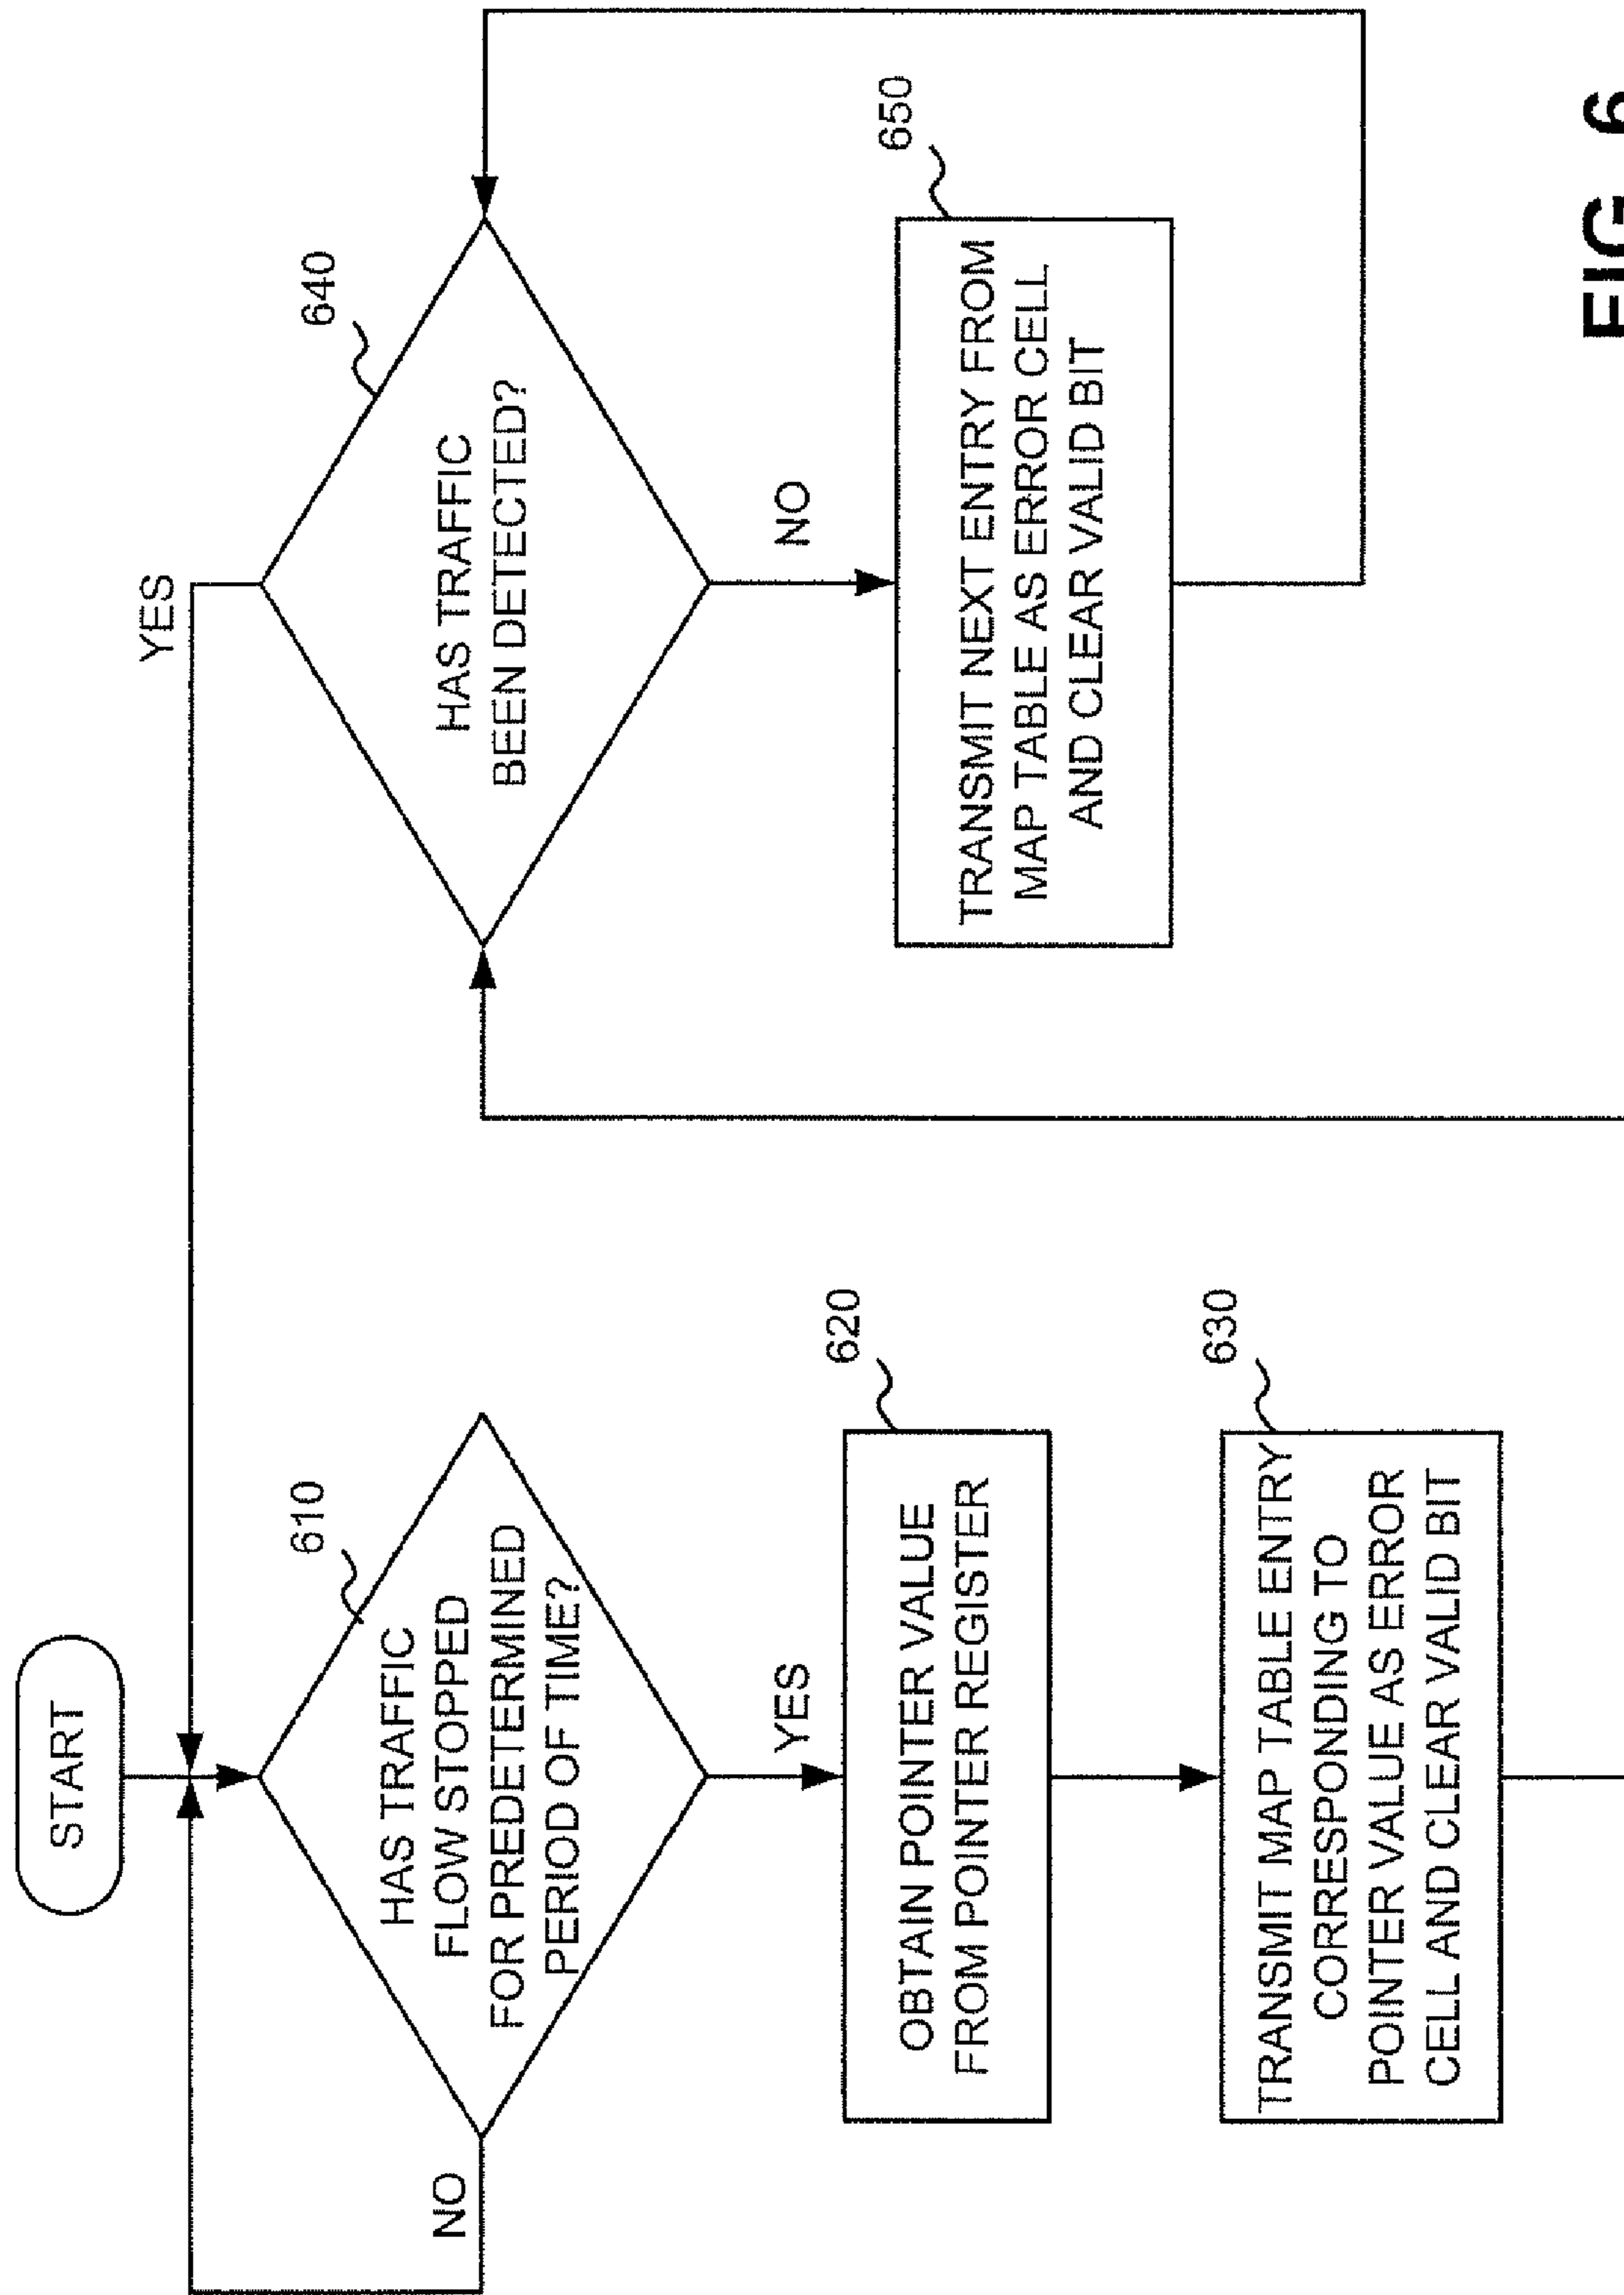 START
610
HAS TRAFFIC
FLOW STOPPED
FOR PREDETERMINED
PERIOD OF TIME?
NO
YES
620
OBTAIN POINTER VALUE
FROM POINTER REGISTER
630
TRANSMIT MAP TABLE ENTRY
CORRESPONDING TO
POINTER VALUE AS ERROR
CELL AND CLEAR VALID BIT
YES
640
HAS TRAFFIC
BEEN DETECTED?
NO
650
TRANSMIT NEXT ENTRY FROM
MAP TABLE AS ERROR CELL
AND CLEAR VALID BIT
FIG. 6